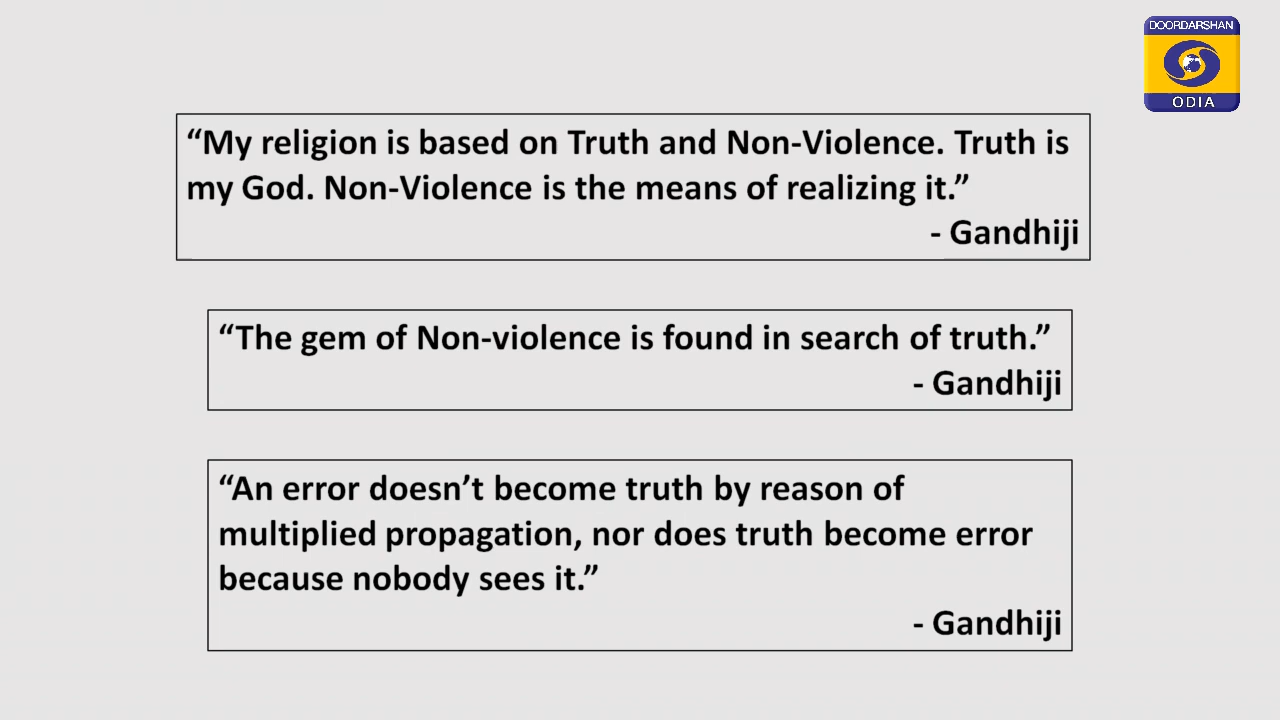 DOORDARSHAN
ODIA
“My religion is based on Truth and Non-Violence. Truth is
my God. Non-Violence is the means of realizing it.”
- Gandhiji
“The gem of Non-violence is found in search of truth.”
- Gandhiji
“An error doesn’t become truth by reason of
multiplied propagation, nor does truth become error
because nobody sees it.”
- Gandhiji